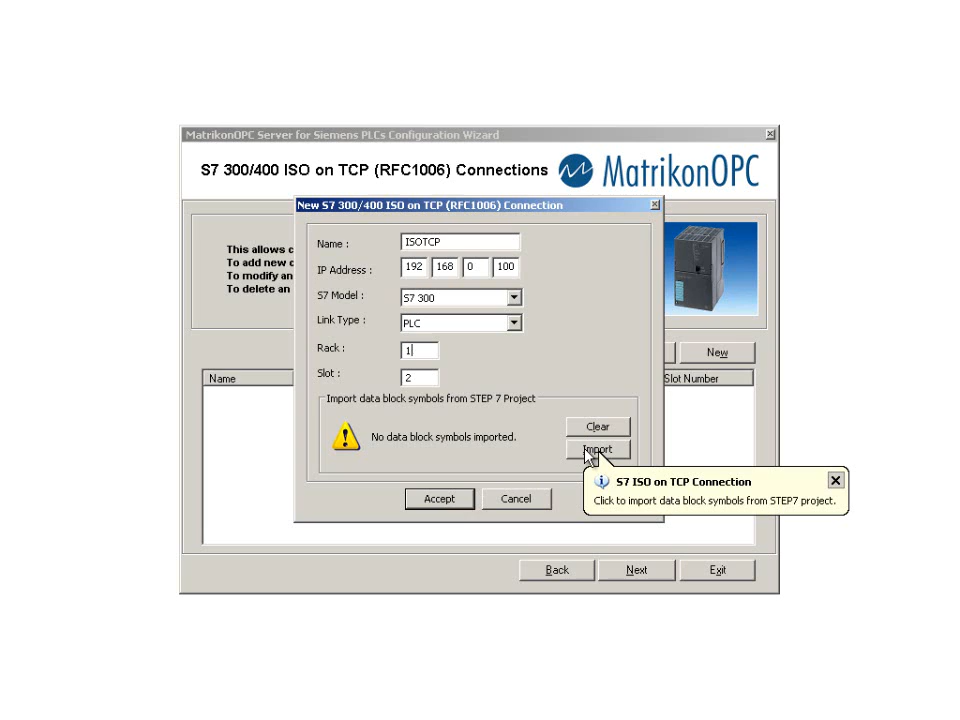 MatrikonOPC Server for Siemens PLCs Configuration Wizard
S7 300/400 ISO on TCP (RFC1006) Connections
MatrikonOPC
New S7 300/400 ISO on TCP (RFC1006) Connection
This allows c
To add new c
To modify an
To delete an
Name :
ISOTCP
IP Address :
192 168 0 100
S7 Model :
S7 300
Link Type :
PLC
Rack :
1
Slot :
2
New
Name
Slot Number
Import data block symbols from STEP 7 Project
No data block symbols imported.
Clear
Import
S7 ISO on TCP Connection
Click to import data block symbols from STEP7 project.
Accept
Cancel
Back
Next
Exit